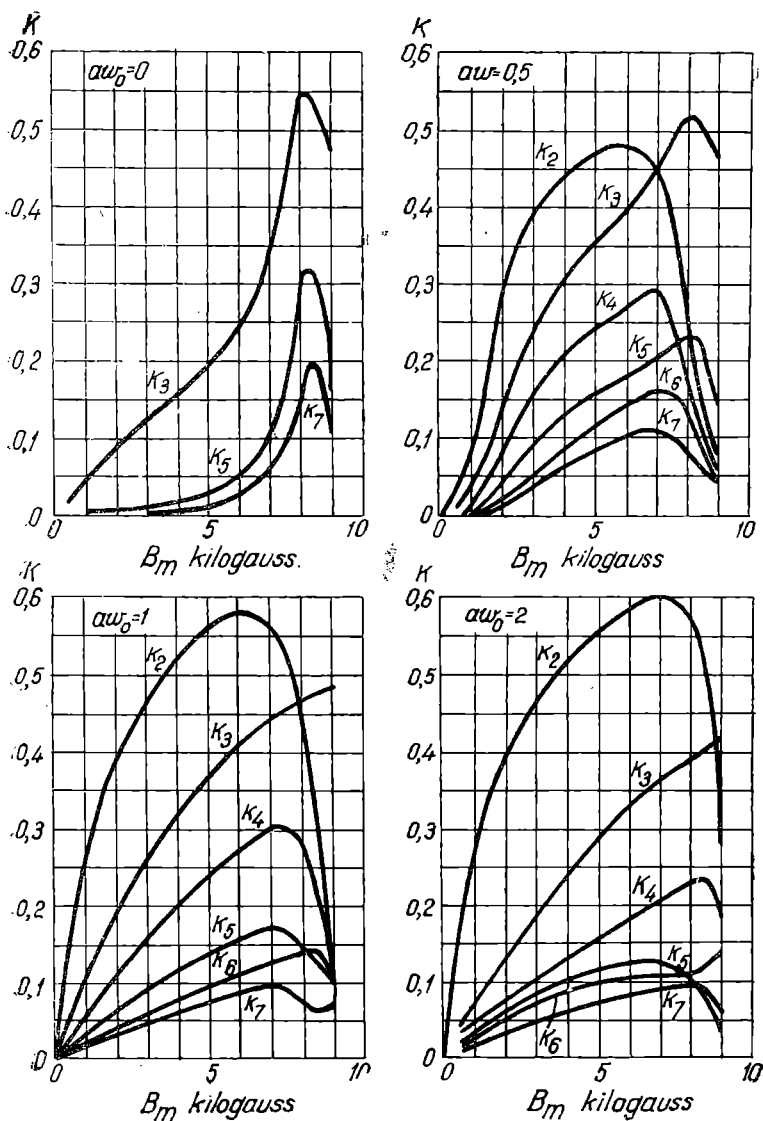 K
0,6
0,5
0,4
0,3
0,2
0,1
0
aw₀=0
K₃
K₅
K₇
0 5 10
Bm kilogauss.
K
0,6
0,5
0,4
0,3
0,2
0,1
0
aw=0,5
K₂
K₃
K₄
K₅
K₆
K₇
0 5 10
Bm kilogauss
K
0,6
0,5
0,4
0,3
0,2
0,1
0
aw₀=1
K₂
K₃
K₄
K₅
K₆
K₇
0 5 10
Bm kilogauss
K
0,6
0,5
0,4
0,3
0,2
0,1
0
aw₀=2
K₂
K₃
K₄
K₅
K₆
K₇
0 5 10
Bm kilogauss